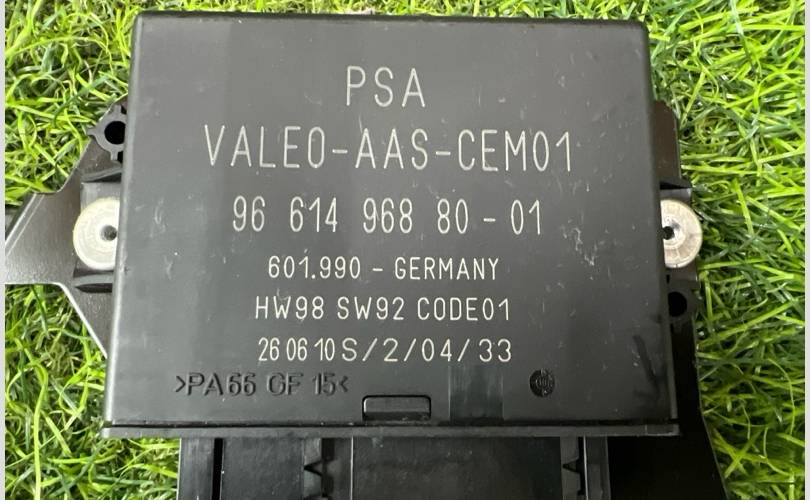 PSA
VALEO-AAS-CEM01
96 614 968 80 - 01
601.990 - GERMANY
HW98 SW92 CODE01
26 06 10 S/2/04/33
>PA66 GF 15<